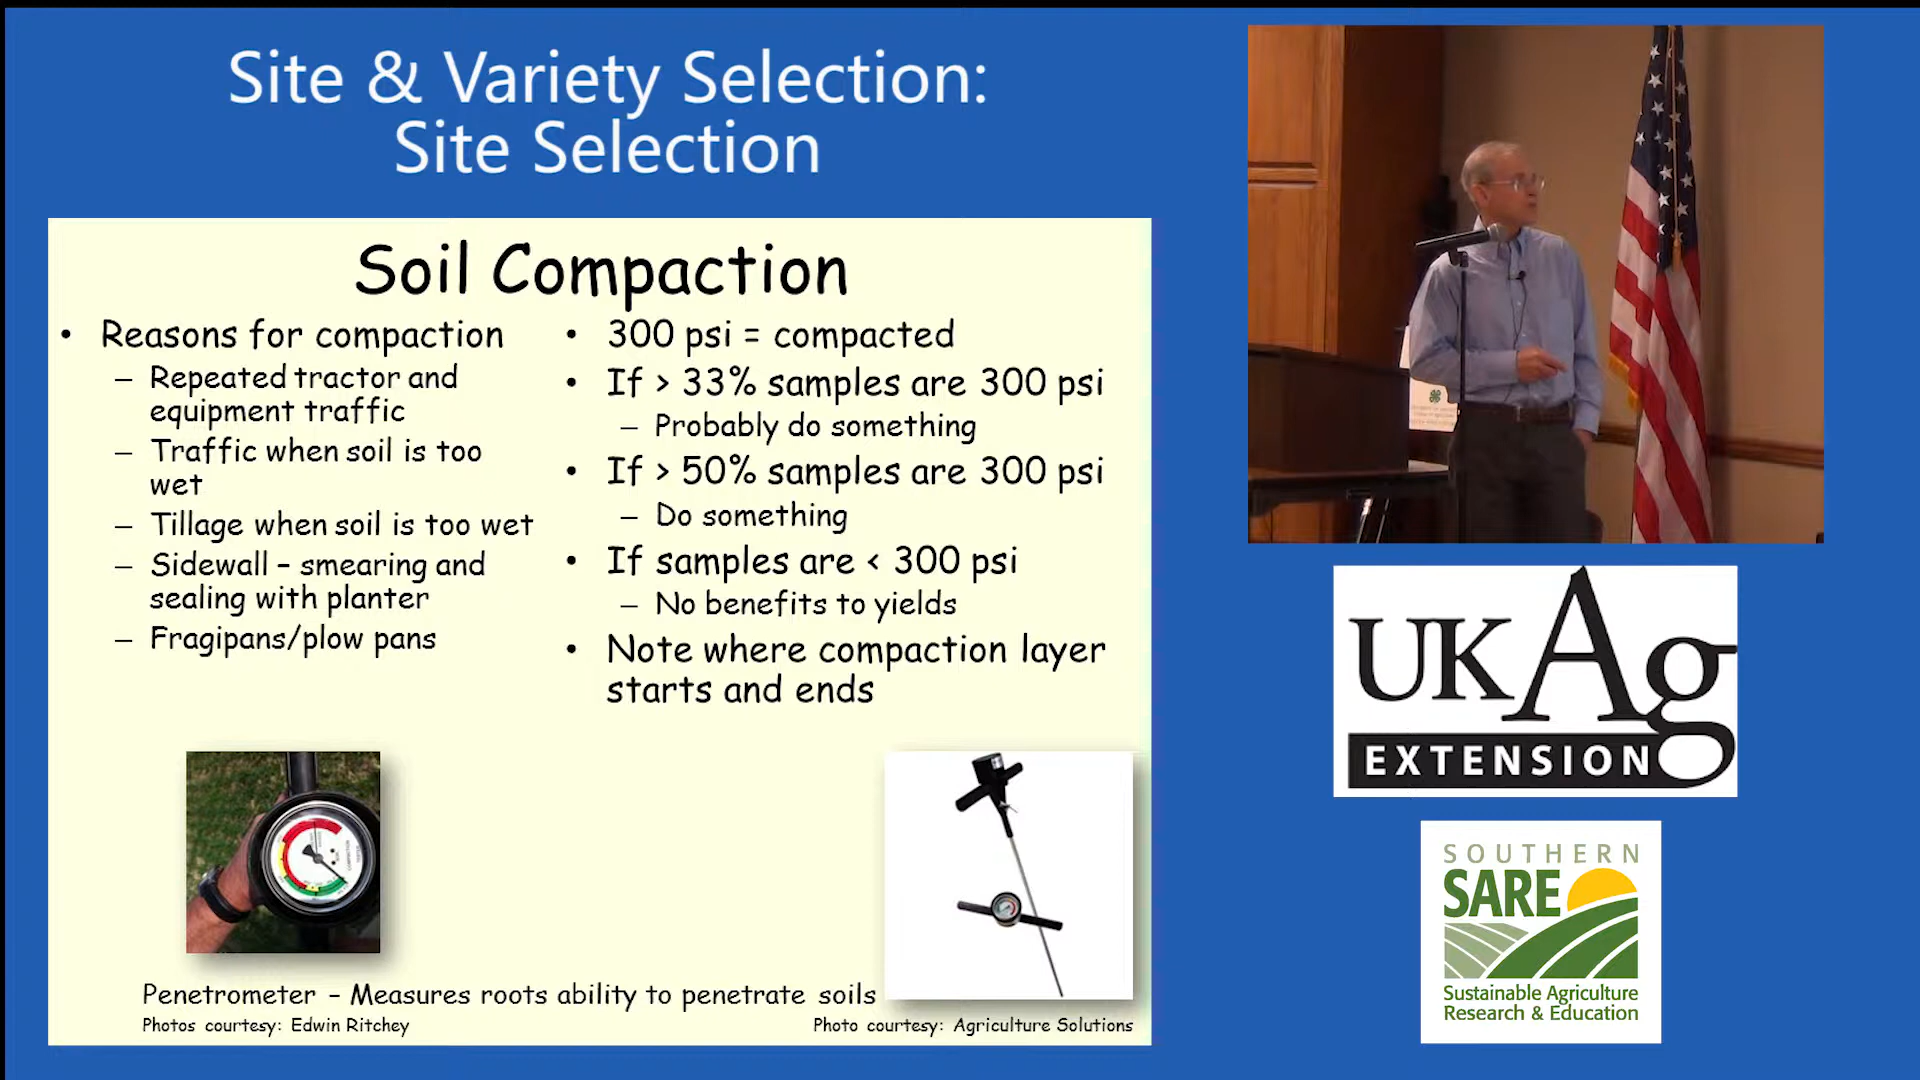 Site & Variety Selection:
Site Selection
Soil Compaction
• Reasons for compaction
– Repeated tractor and
equipment traffic
– Traffic when soil is too
wet
– Tillage when soil is too wet
– Sidewall – smearing and
sealing with planter
– Fragipans/plow pans
• 300 psi = compacted
• If > 33% samples are 300 psi
– Probably do something
• If > 50% samples are 300 psi
– Do something
• If samples are < 300 psi
– No benefits to yields
• Note where compaction layer
starts and ends
Penetrometer – Measures roots ability to penetrate soils
Photos courtesy: Edwin Ritchey
Photo courtesy: Agriculture Solutions
UKAg
EXTENSION
SOUTHERN
SARE
Sustainable Agriculture
Research & Education